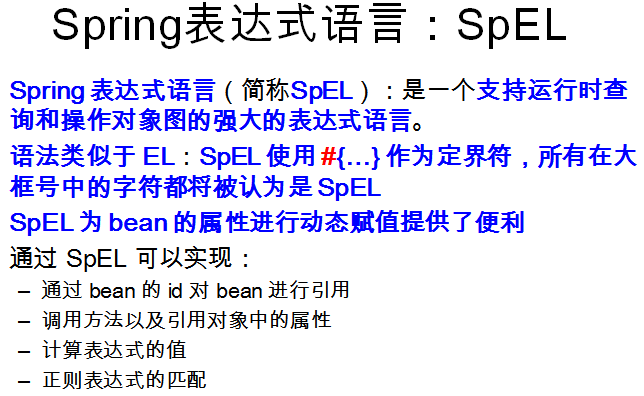 Spring表达式语言：SpEL
Spring 表达式语言（简称SpEL）：是一个支持运行时查
询和操作对象图的强大的表达式语言。
语法类似于 EL：SpEL 使用 #{…} 作为定界符，所有在大
框号中的字符都将被认为是 SpEL
SpEL 为 bean 的属性进行动态赋值提供了便利
通过 SpEL 可以实现：
– 通过 bean 的 id 对 bean 进行引用
– 调用方法以及引用对象中的属性
– 计算表达式的值
– 正则表达式的匹配